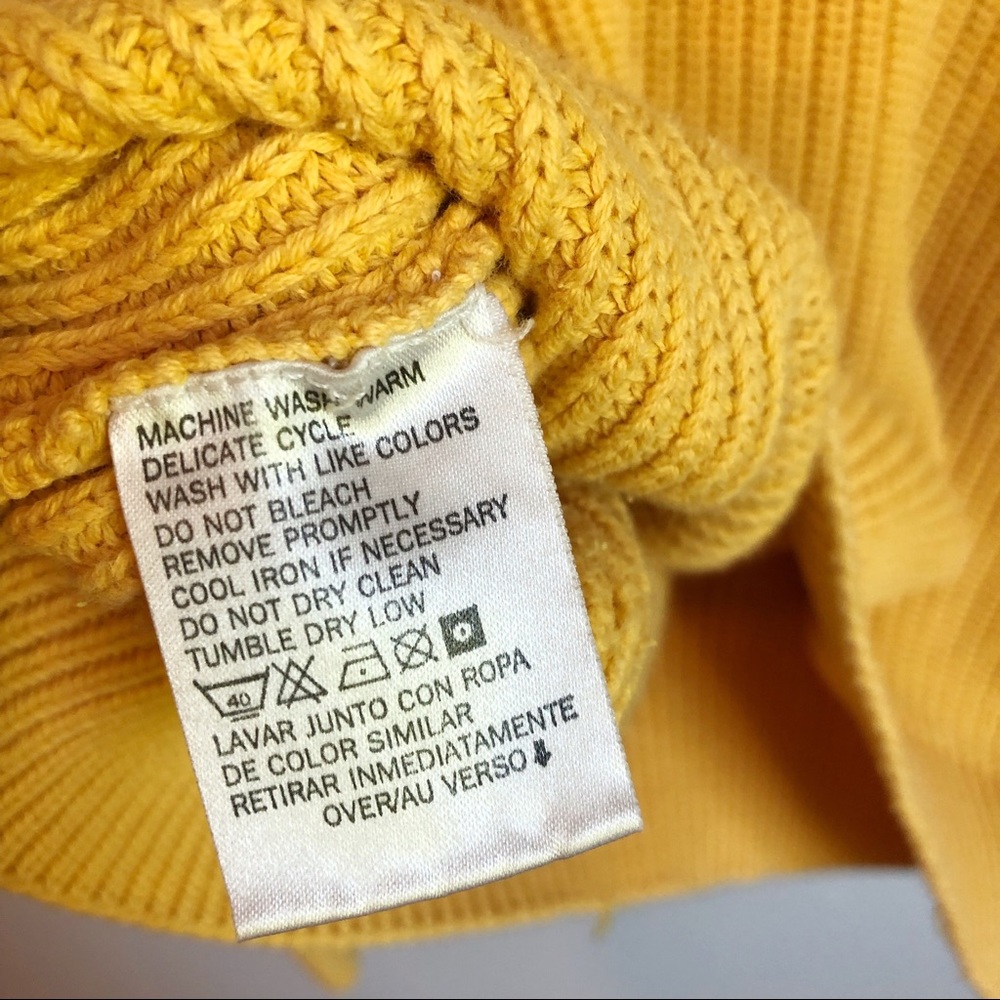 MACHINE WASH WARM
DELICATE CYCLE
WASH WITH LIKE COLORS
DO NOT BLEACH
REMOVE PROMPTLY
COOL IRON IF NECESSARY
DO NOT DRY CLEAN
TUMBLE DRY LOW
40
LAVAR JUNTO CON ROPA
DE COLOR SIMILAR
RETIRAR INMEDIATAMENTE
OVER/AU VERSO